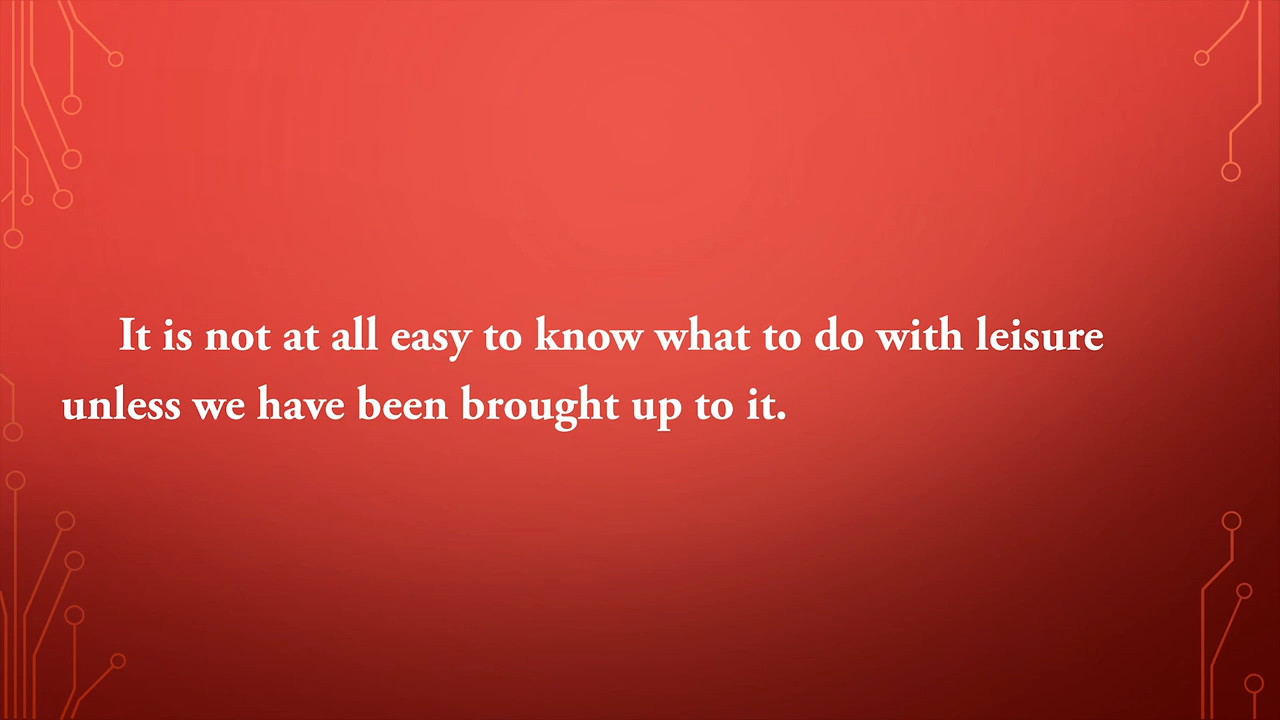 It is not at all easy to know what to do with leisure
unless we have been brought up to it.